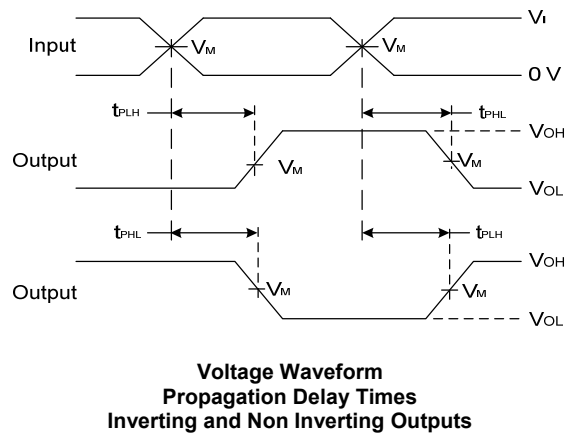 VI
Input
VM
VM
0 V
tPLH
tPHL
VOH
Output
VM
VM
VOL
tPHL
tPLH
VOH
Output
VM
VM
VOL
Voltage Waveform
Propagation Delay Times
Inverting and Non Inverting Outputs